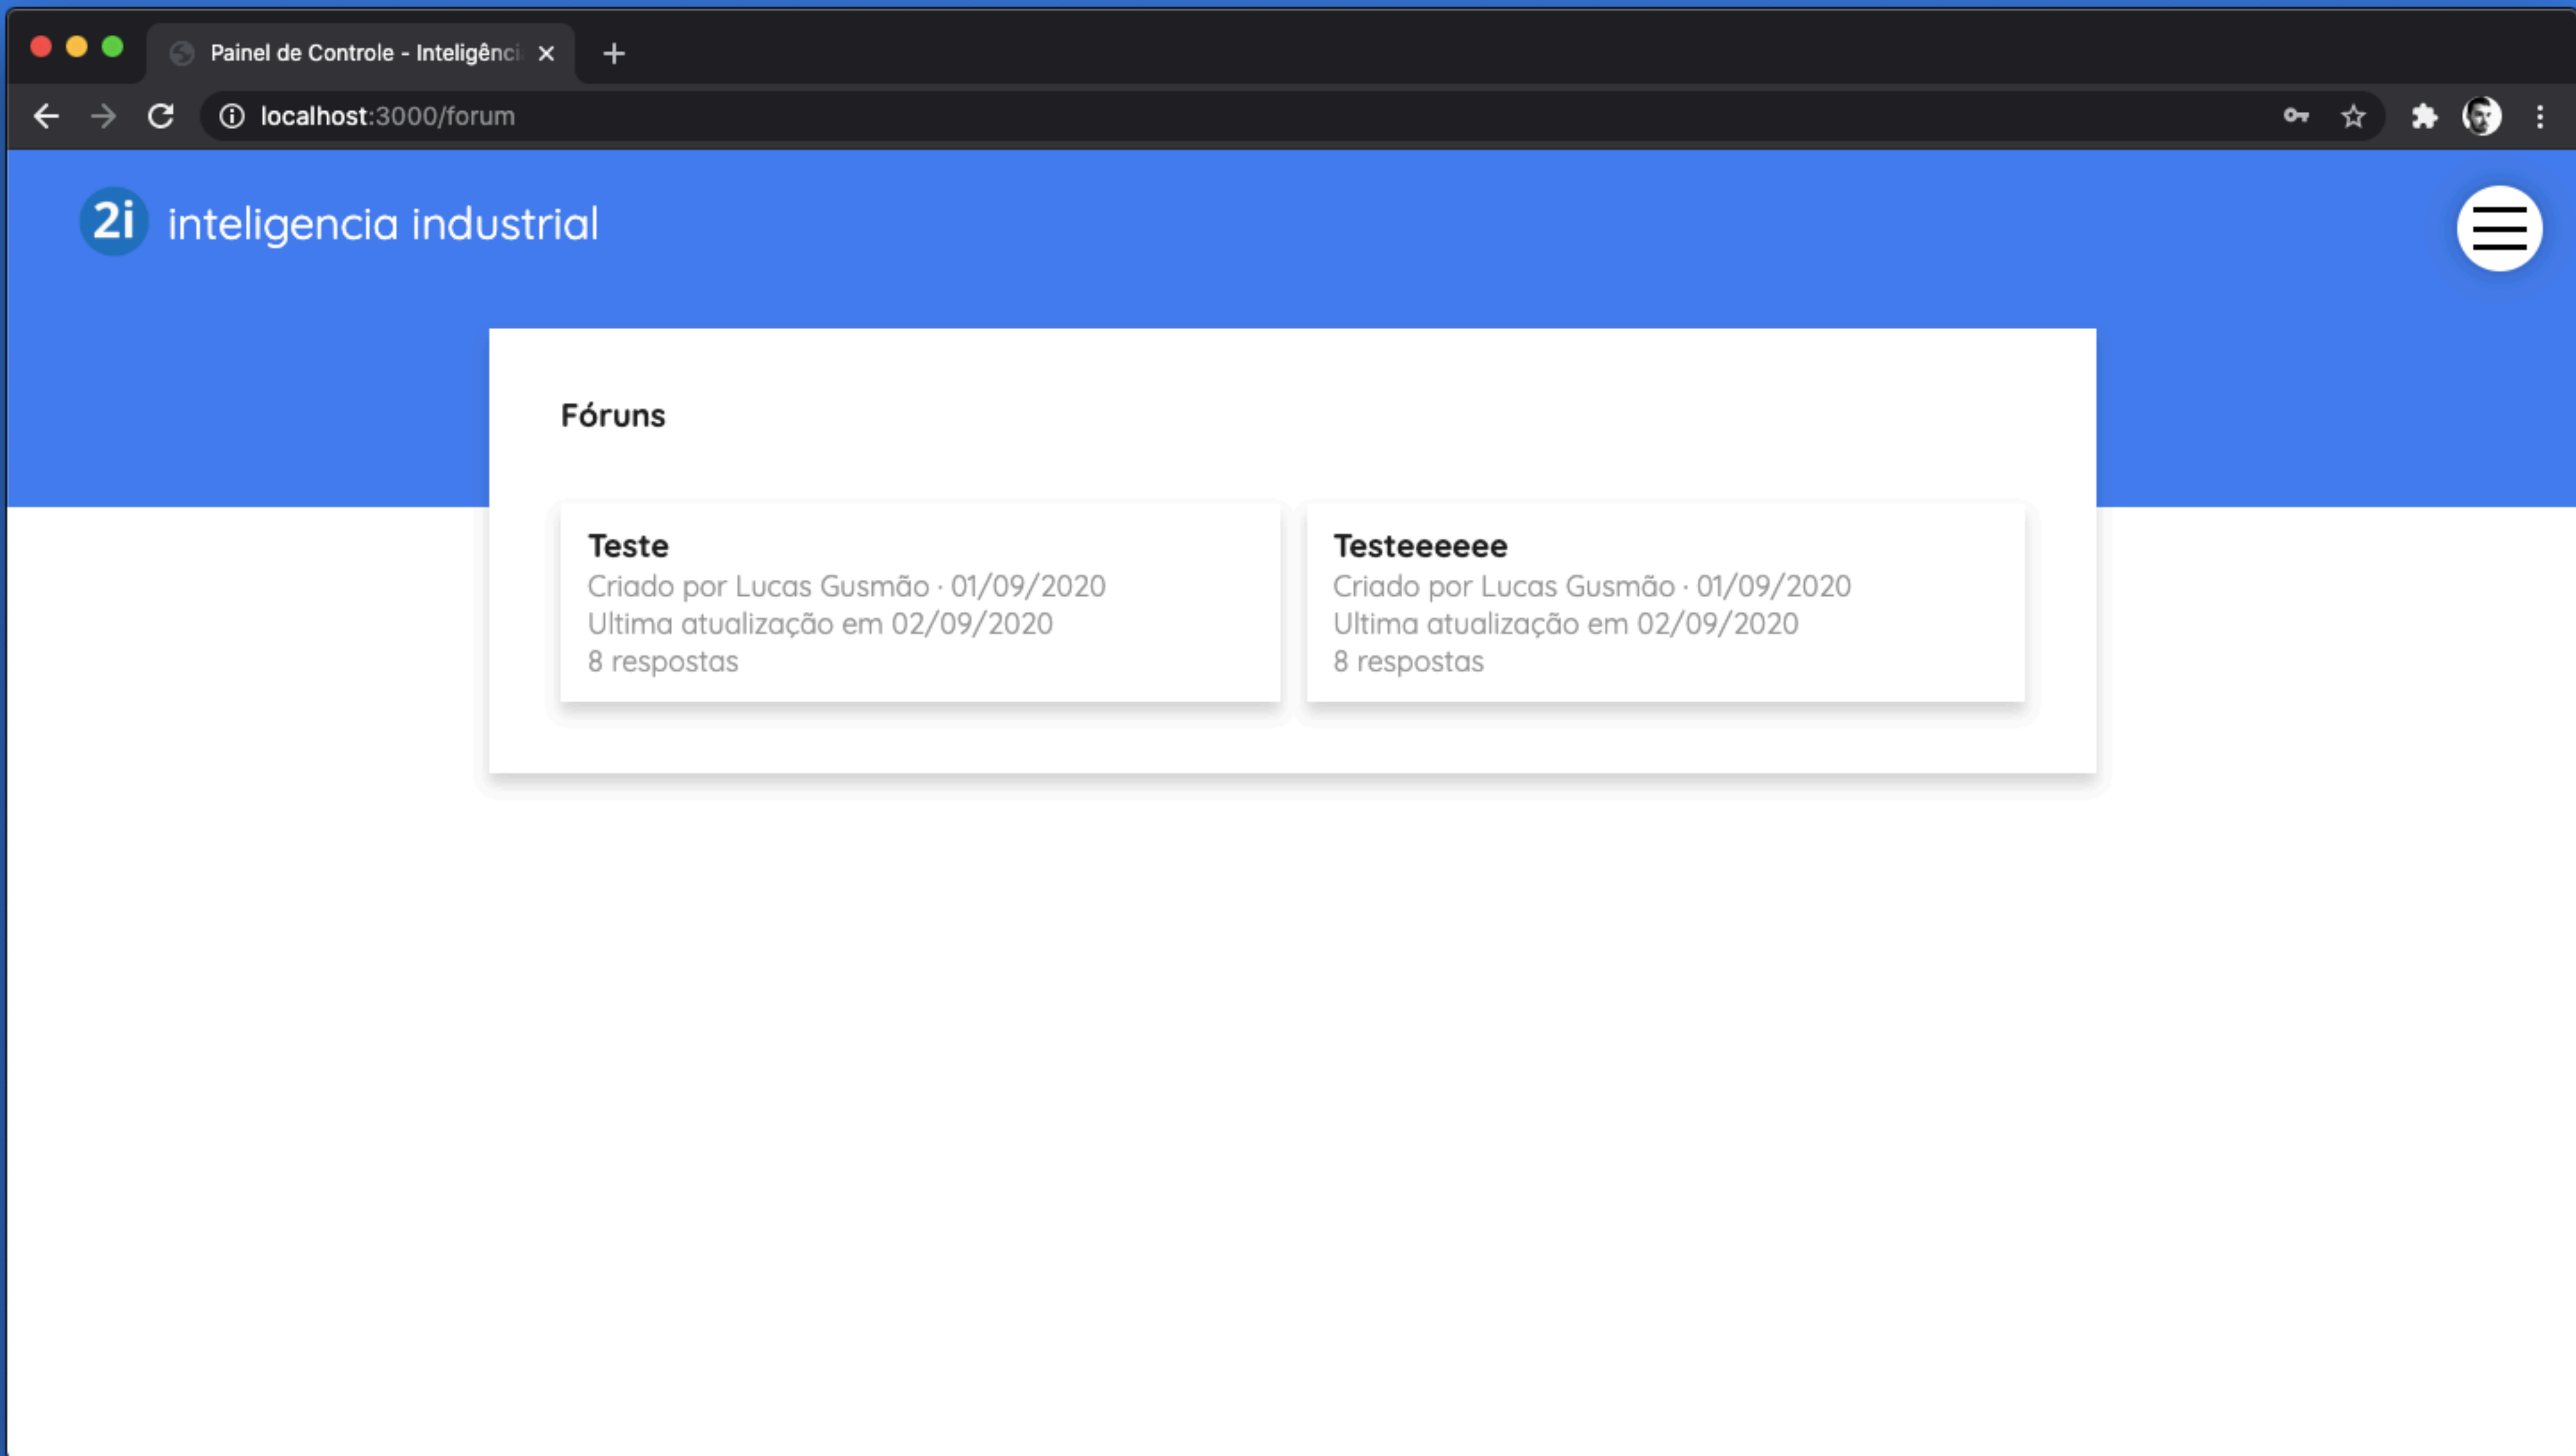 Painel de Controle - Inteligênci
localhost:3000/forum
2i inteligencia industrial
Fóruns
Teste
Criado por Lucas Gusmão · 01/09/2020
Ultima atualização em 02/09/2020
8 respostas
Testeeeeee
Criado por Lucas Gusmão · 01/09/2020
Ultima atualização em 02/09/2020
8 respostas